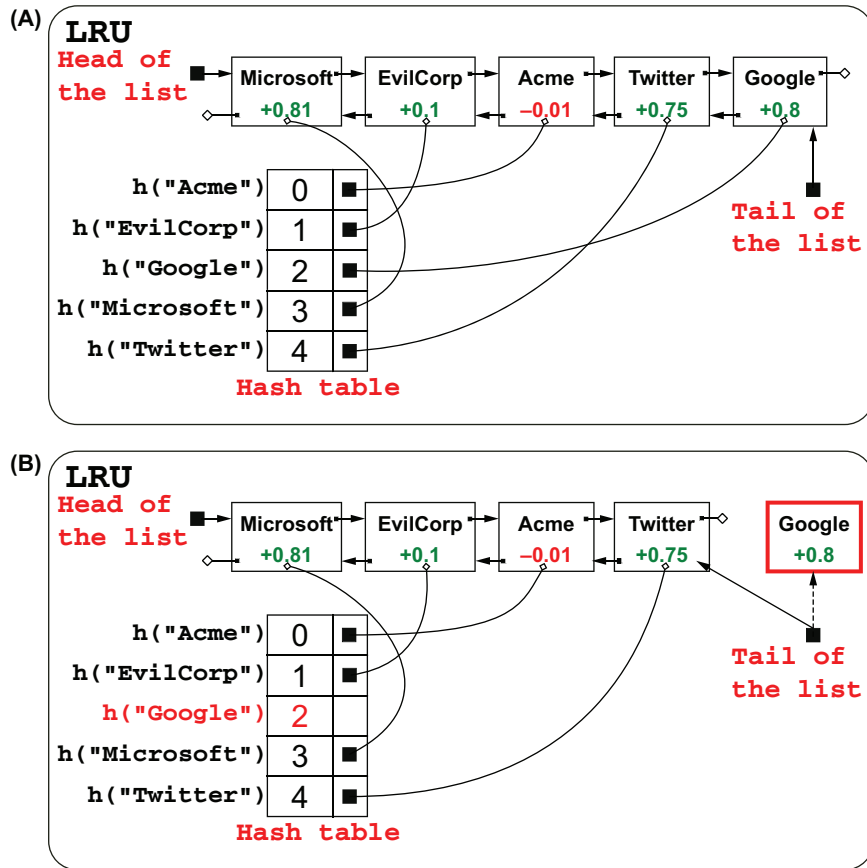 (A)
LRU
Head of
the list
Microsoft
+0.81
EvilCorp
+0.1
Acme
–0.01
Twitter
+0.75
Google
+0.8
Tail of
the list
h("Acme") 0
h("EvilCorp") 1
h("Google") 2
h("Microsoft") 3
h("Twitter") 4
Hash table
(B)
LRU
Head of
the list
Microsoft
+0.81
EvilCorp
+0.1
Acme
–0.01
Twitter
+0.75
Google
+0.8
Tail of
the list
h("Acme") 0
h("EvilCorp") 1
h("Google") 2
h("Microsoft") 3
h("Twitter") 4
Hash table